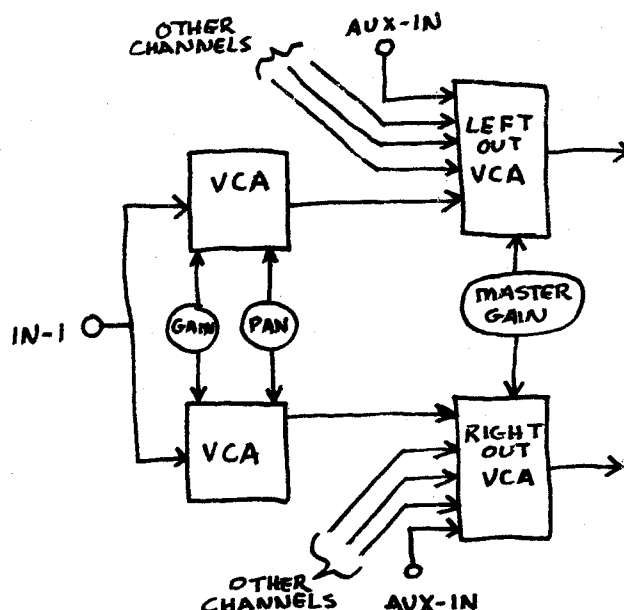 OTHER
CHANNELS
AUX-IN
LEFT
OUT
VCA
VCA
IN-1
GAIN
PAN
MASTER
GAIN
VCA
RIGHT
OUT
VCA
OTHER
CHANNELS
AUX-IN